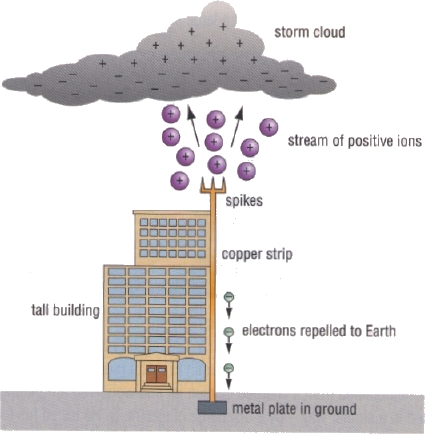 storm cloud
stream of positive ions
spikes
copper strip
tall building
electrons repelled to Earth
metal plate in ground